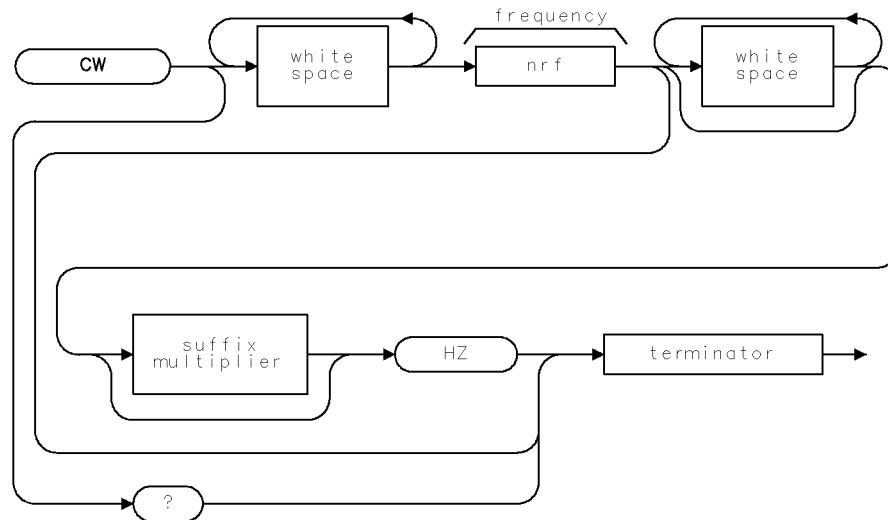 frequency
CW
white
space
nrf
white
space
suffix
multiplier
HZ
terminator
?